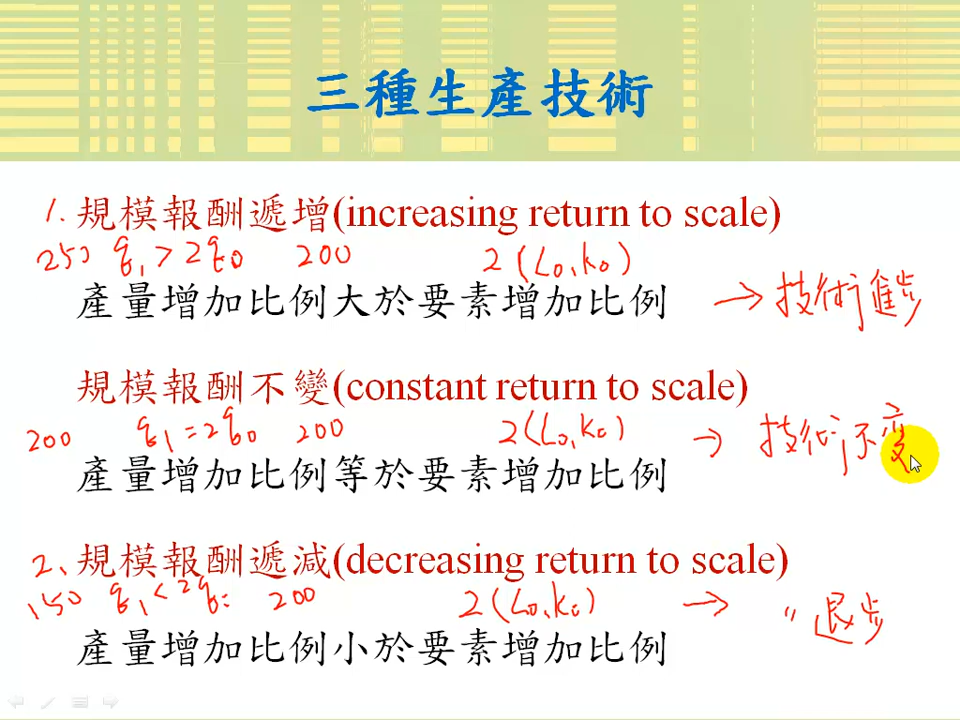 三種生產技術
1. 規模報酬遞增(increasing return to scale)
250 q1 > 2q0 200 2(L0,k0)
產量增加比例大於要素增加比例 → 技術進步
規模報酬不變(constant return to scale)
200 q1 = 2q0 200 2(L0,k0) → 技術不变
產量增加比例等於要素增加比例
2、規模報酬遞減(decreasing return to scale)
150 q1 < 2q0 200 2(L0,k0) → 〃 退步
產量增加比例小於要素增加比例